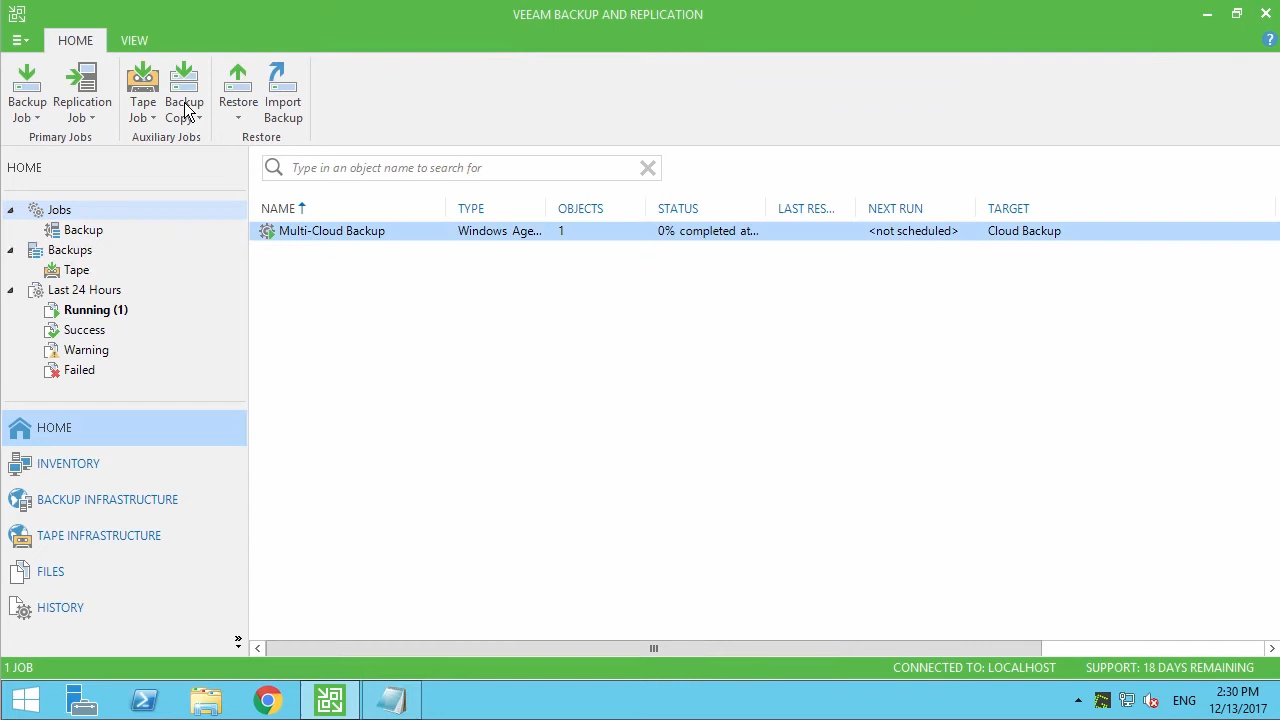 VEEAM BACKUP AND REPLICATION
HOME VIEW
Backup Job
Replication Job
Tape Job
Backup Copy
Restore
Import Backup
Primary Jobs
Auxiliary Jobs
Restore
HOME
Jobs
Backup
Backups
Tape
Last 24 Hours
Running (1)
Success
Warning
Failed
HOME
INVENTORY
BACKUP INFRASTRUCTURE
TAPE INFRASTRUCTURE
FILES
HISTORY
Type in an object name to search for
NAME TYPE OBJECTS STATUS LAST RES... NEXT RUN TARGET
Multi-Cloud Backup Windows Age... 1 0% completed at... <not scheduled> Cloud Backup
1 JOB CONNECTED TO: LOCALHOST SUPPORT: 18 DAYS REMAINING
ENG
2:30 PM
12/13/2017